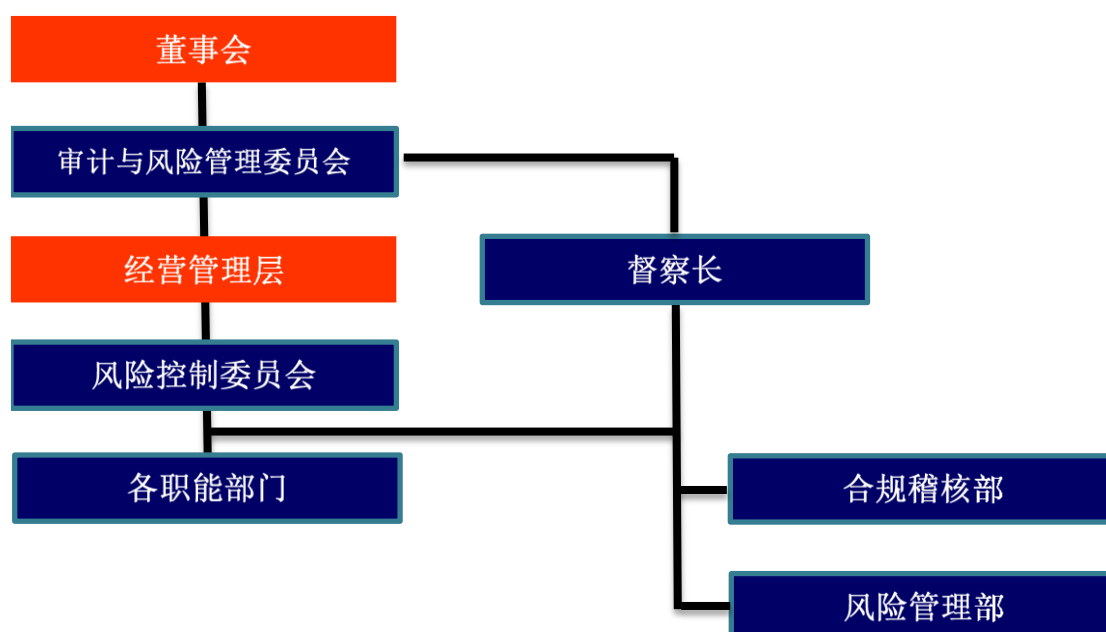 董事会
审计与风险管理委员会
经营管理层
督察长
风险控制委员会
各职能部门
合规稽核部
风险管理部